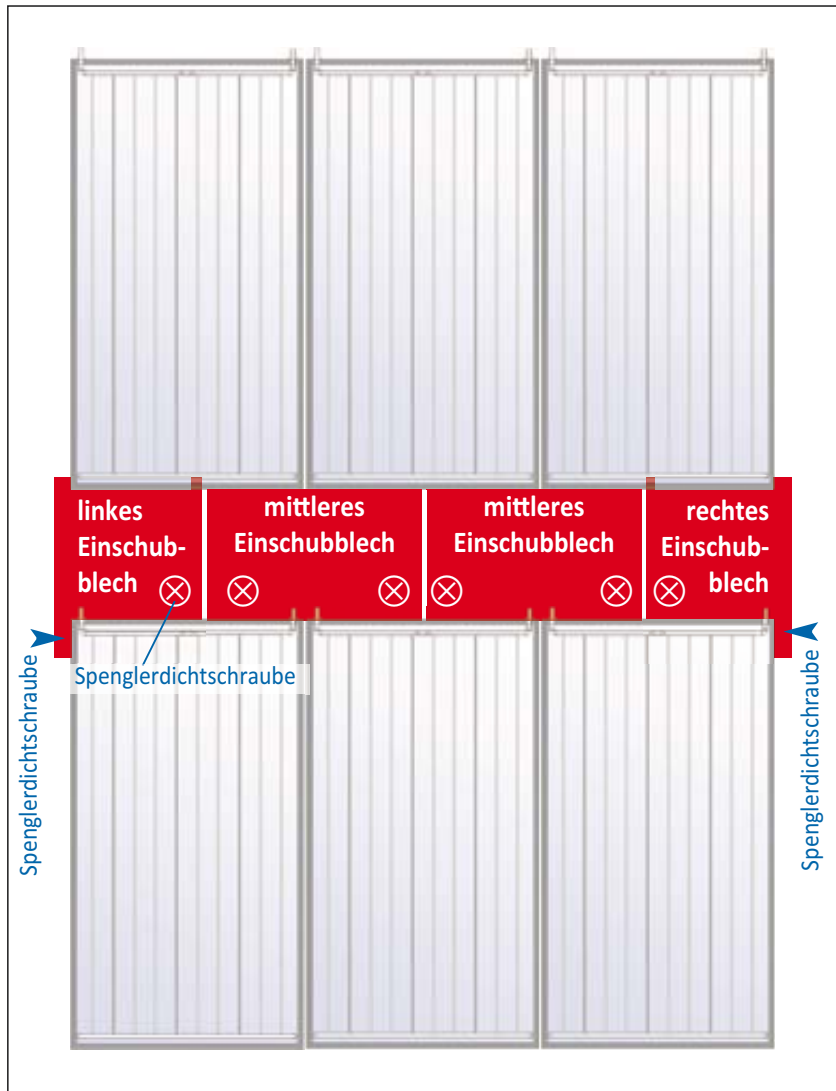 linkes
Einschub-
blech
mittleres
Einschubblech
mittleres
Einschubblech
rechtes
Einschub-
blech
Spenglerdichtschraube
Spenglerdichtschraube
Spenglerdichtschraube